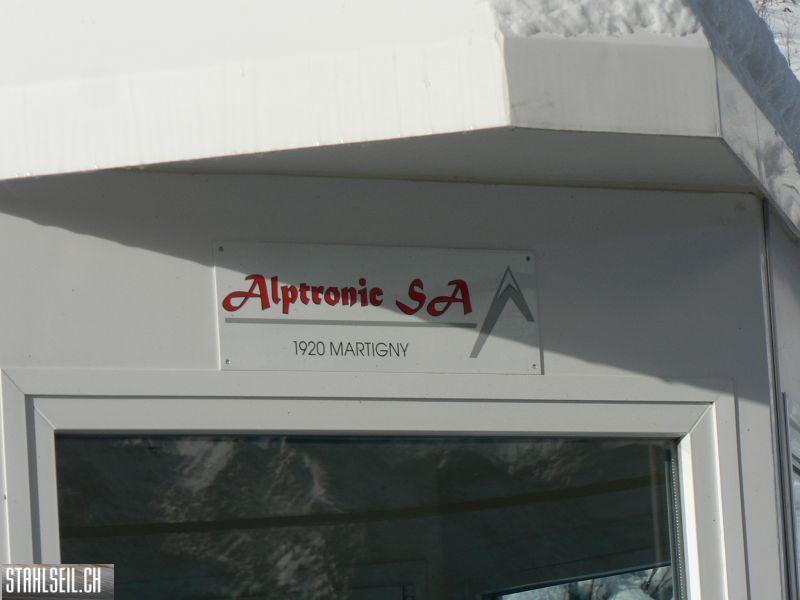 Alptronic SA
1920 MARTIGNY
STAHLSEIL.CH